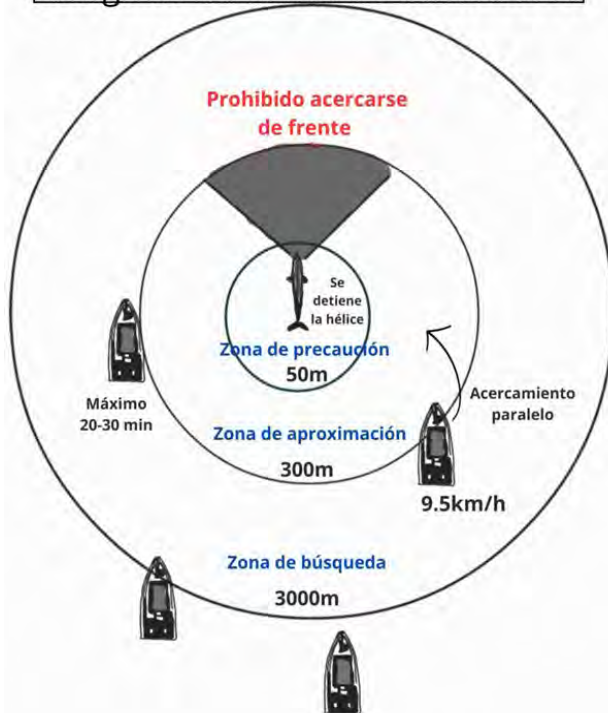 Prohibido acercarse
de frente
Se
detiene
la hélice
Zona de precaución
50m
Máximo
20-30 min
Acercamiento
paralelo
Zona de aproximación
300m
9.5km/h
Zona de búsqueda
3000m